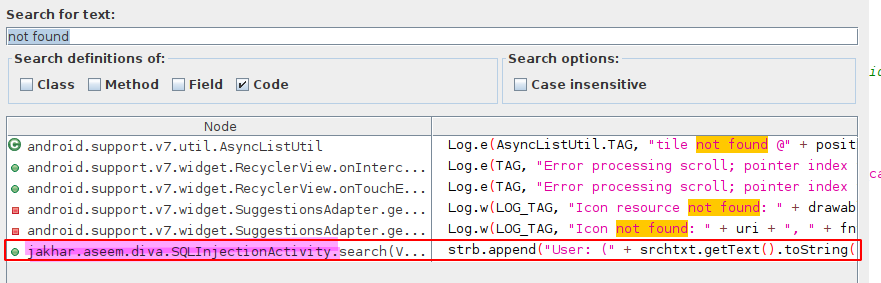 Search for text:
not found
Search definitions of:
Search options:
Class Method Field Code
Case insensitive
Node
android.support.v7.util.AsyncListUtil Log.e(AsyncListUtil.TAG, "tile not found @" + posit
android.support.v7.widget.RecyclerView.onInterc... Log.e(TAG, "Error processing scroll; pointer index
android.support.v7.widget.RecyclerView.onTouchE... Log.e(TAG, "Error processing scroll; pointer index
android.support.v7.widget.SuggestionsAdapter.ge... Log.w(LOG_TAG, "Icon resource not found: " + drawab
android.support.v7.widget.SuggestionsAdapter.ge... Log.w(LOG_TAG, "Icon not found: " + uri + ", " + fn
jakhar.aseem.diva.SQLInjectionActivity.search(V... strb.append("User: (" + srchtxt.getText().toString(
id
ca